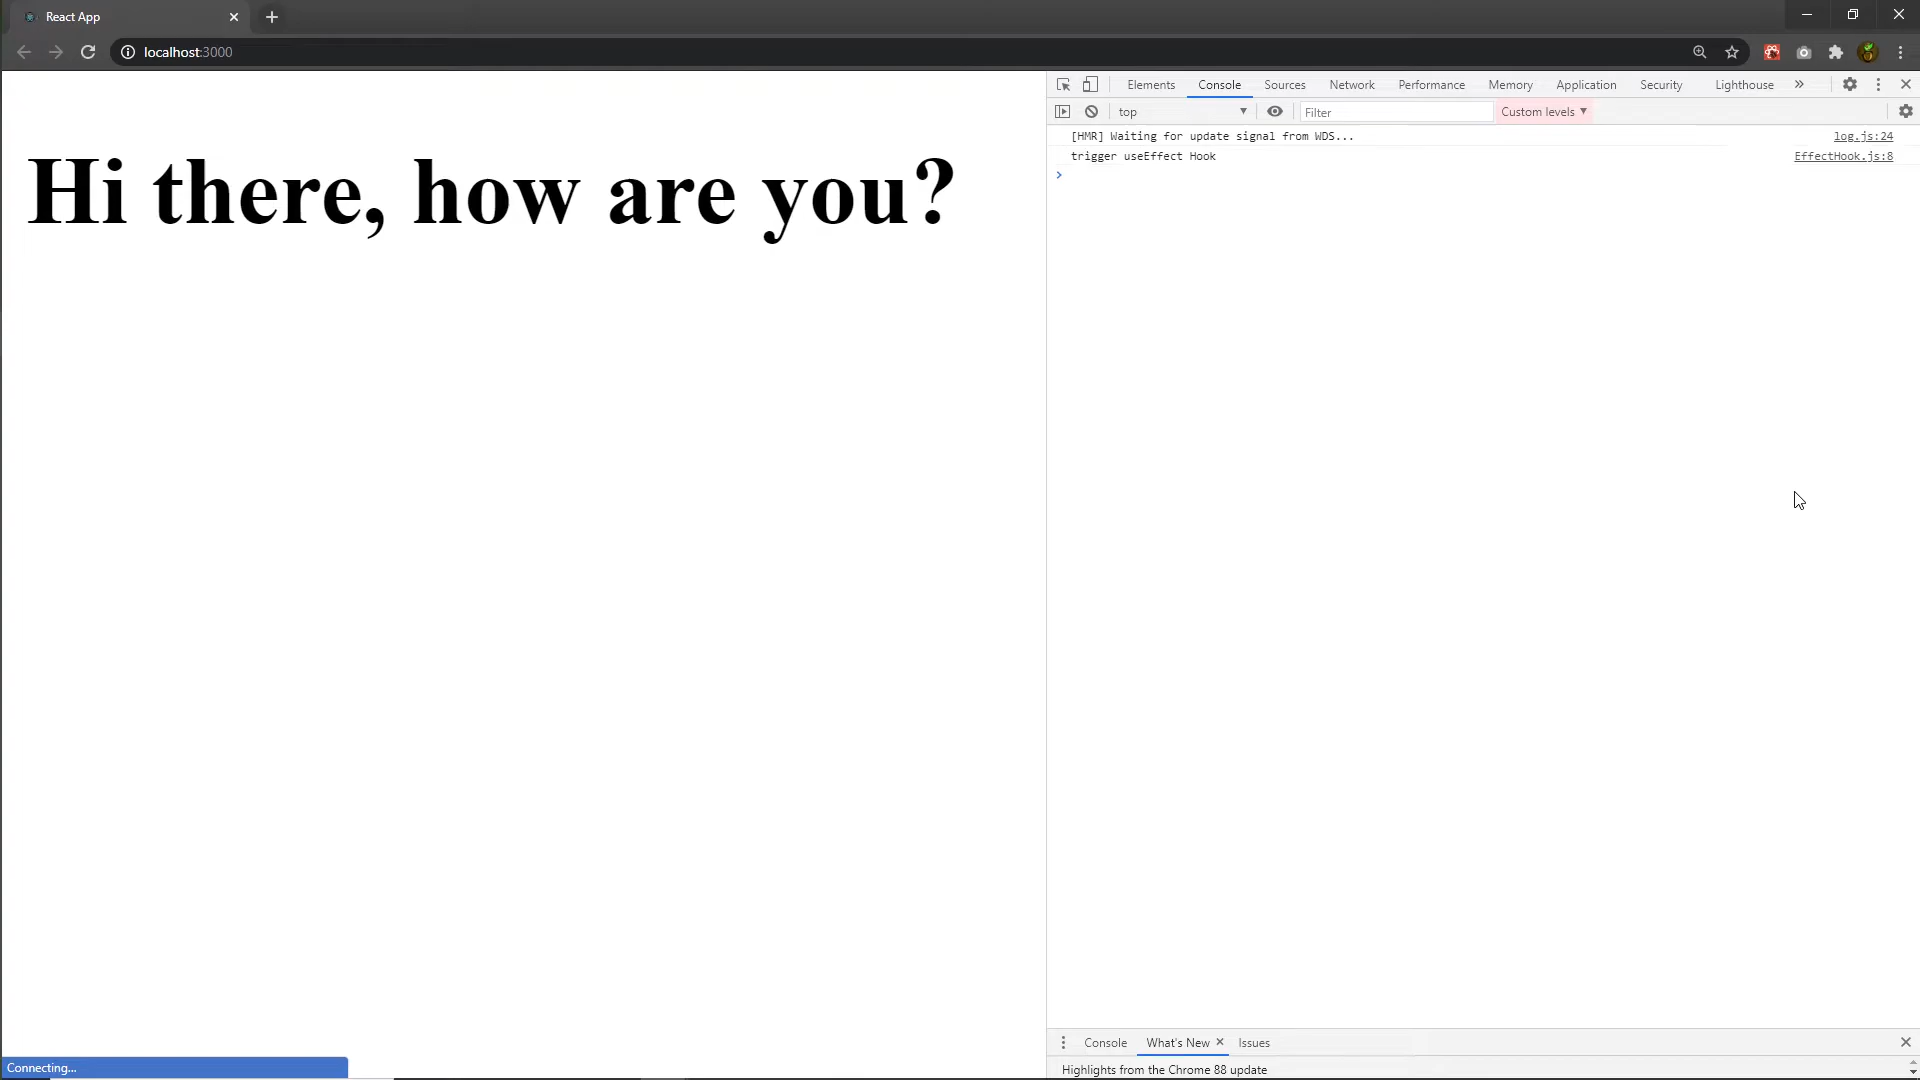 React App
localhost:3000
Hi there, how are you?
Elements Console Sources Network Performance Memory Application Security Lighthouse
top Filter Custom levels
[HMR] Waiting for update signal from WDS... log.js:24
trigger useEffect Hook EffectHook.js:8
Console What's New Issues
Highlights from the Chrome 88 update
Connecting...